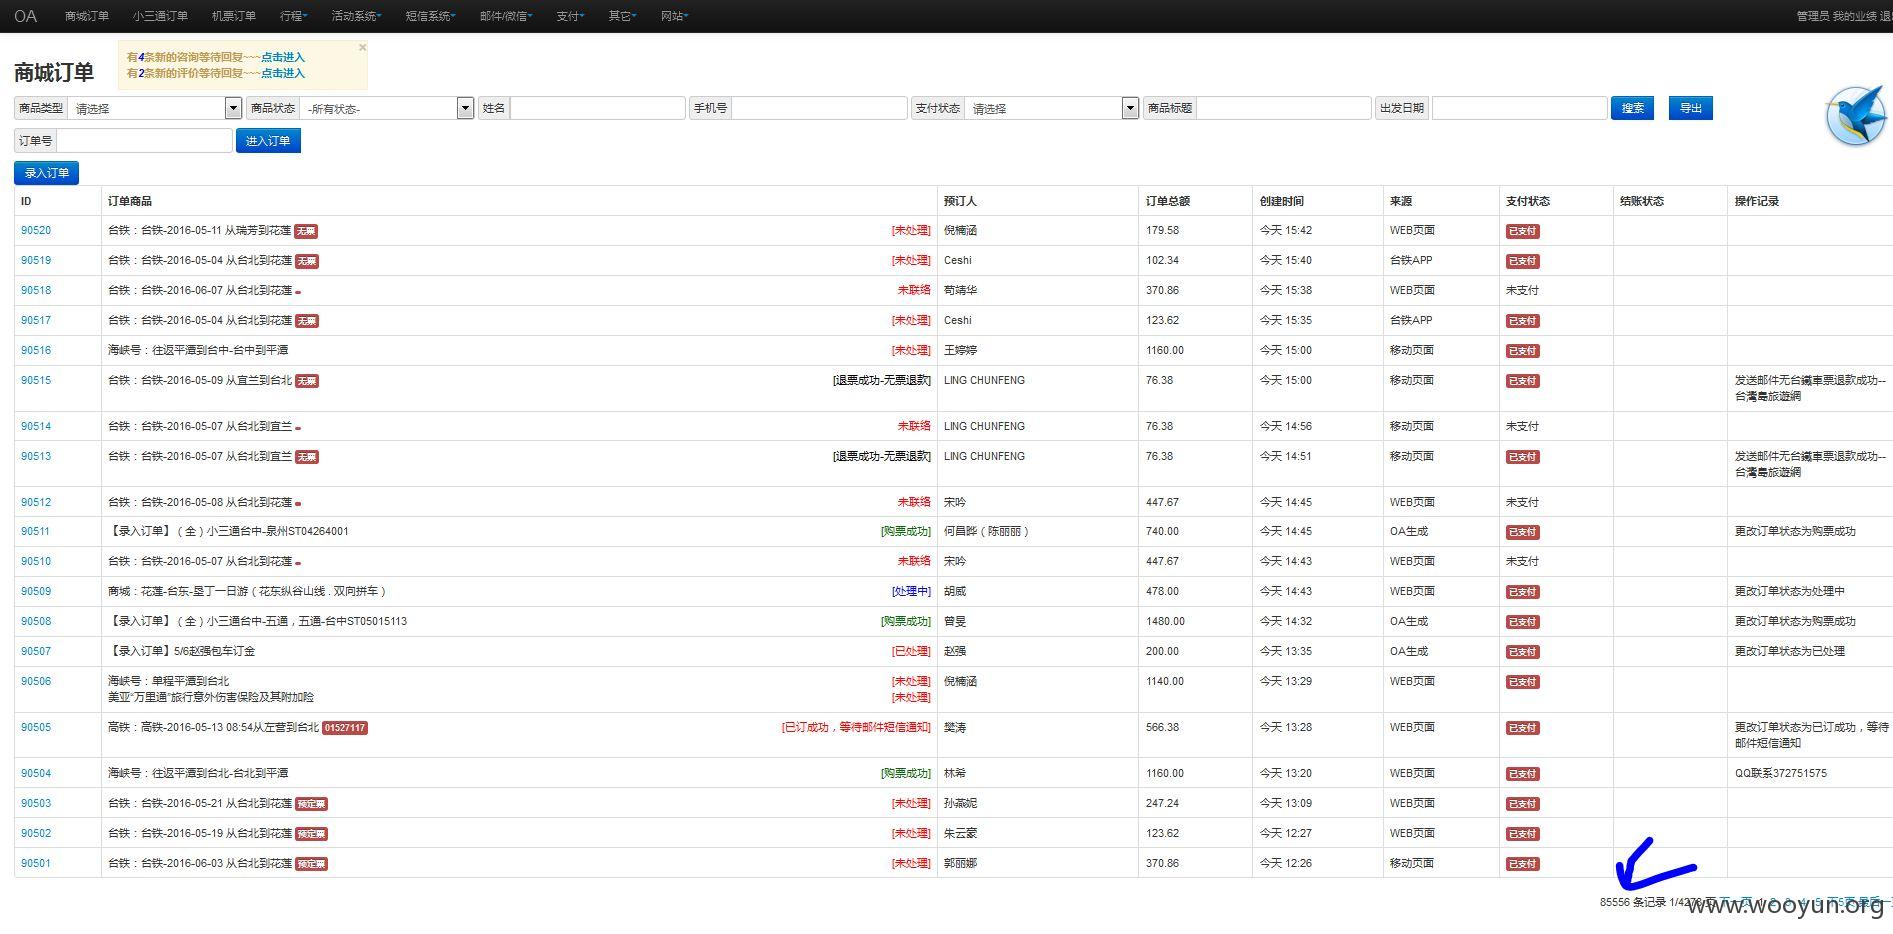 OA 商城订单 小三通订单 机票订单 行程 活动系统 短信系统 邮件/微信 支付 其它 网站 管理员 我的业绩
商城订单
有4条新的咨询等待回复~~~点击进入 ×
有2条新的评价等待回复~~~点击进入
商品类型 请选择 商品状态 -所有状态- 姓名 手机号 支付状态 请选择 商品标题 出发日期 搜索 导出
订单号 进入订单
录入订单
ID 订单商品 预订人 订单总额 创建时间 来源 支付状态 结账状态 操作记录
90520 台铁：台铁-2016-05-11 从瑞芳到花莲 无票 [未处理] 倪楠涵 179.58 今天 15:42 WEB页面 已支付
90519 台铁：台铁-2016-05-04 从台北到花莲 无票 [未处理] Ceshi 102.34 今天 15:40 台铁APP 已支付
90518 台铁：台铁-2016-06-07 从台北到花莲 未联络 苟靖华 370.86 今天 15:38 WEB页面 未支付
90517 台铁：台铁-2016-05-04 从台北到花莲 无票 [未处理] Ceshi 123.62 今天 15:35 台铁APP 已支付
90516 海峡号：往返平潭到台中-台中到平潭 [未处理] 王婷婷 1160.00 今天 15:00 移动页面 已支付
90515 台铁：台铁-2016-05-09 从宜兰到台北 无票 [退票成功-无票退款] LING CHUNFENG 76.38 今天 15:00 移动页面 已支付 发送邮件无台鐵車票退款成功--
台灣島旅遊網
90514 台铁：台铁-2016-05-07 从台北到宜兰 未联络 LING CHUNFENG 76.38 今天 14:56 移动页面 未支付
90513 台铁：台铁-2016-05-07 从台北到宜兰 无票 [退票成功-无票退款] LING CHUNFENG 76.38 今天 14:51 移动页面 已支付 发送邮件无台鐵車票退款成功--
台灣島旅遊網
90512 台铁：台铁-2016-05-08 从台北到花莲 未联络 宋吟 447.67 今天 14:45 WEB页面 未支付
90511 【录入订单】（全）小三通台中-泉州ST04264001 [购票成功] 何昌晔（陈丽丽） 740.00 今天 14:45 OA生成 已支付 更改订单状态为购票成功
90510 台铁：台铁-2016-05-07 从台北到花莲 未联络 宋吟 447.67 今天 14:43 WEB页面 未支付
90509 商城：花莲-台东-垦丁一日游（花东纵谷山线 . 双向拼车） [处理中] 胡威 478.00 今天 14:43 WEB页面 已支付 更改订单状态为处理中
90508 【录入订单】（全）小三通台中-五通，五通-台中ST05015113 [购票成功] 曾旻 1480.00 今天 14:32 OA生成 已支付 更改订单状态为购票成功
90507 【录入订单】5/6赵强包车订金 [已处理] 赵强 200.00 今天 13:35 OA生成 已支付 更改订单状态为已处理
90506 海峡号：单程平潭到台北 [未处理] 倪楠涵 1140.00 今天 13:29 WEB页面 已支付
美亚“万里通”旅行意外伤害保险及其附加险 [未处理]
90505 高铁：高铁-2016-05-13 08:54从左营到台北 01527117 [已订成功，等待邮件短信通知] 樊涛 566.38 今天 13:28 WEB页面 已支付 更改订单状态为已订成功，等待
邮件短信通知
90504 海峡号：往返平潭到台北-台北到平潭 [购票成功] 林希 1160.00 今天 13:20 WEB页面 已支付 QQ联系372751575
90503 台铁：台铁-2016-05-21 从台北到花莲 预定票 [未处理] 孙燕妮 247.24 今天 13:09 WEB页面 已支付
90502 台铁：台铁-2016-05-19 从台北到花莲 预定票 [未处理] 朱云豪 123.62 今天 12:27 WEB页面 已支付
90501 台铁：台铁-2016-06-03 从台北到花莲 预定票 [未处理] 郭丽娜 370.86 今天 12:26 移动页面 已支付
85556 条记录 1/4278 页 下一页 1 2 3 4 5 下5页
www.wooyun.org